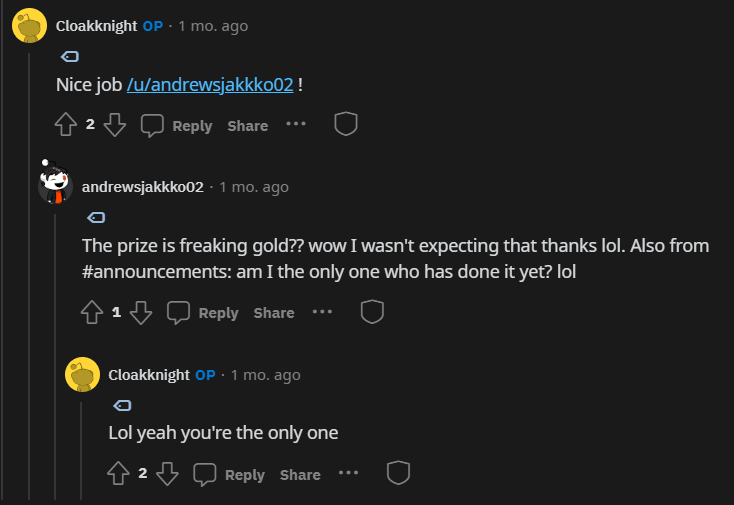 Cloakknight OP · 1 mo. ago
Nice job /u/andrewsjakkko02 !
2 Reply Share ···
andrewsjakkko02 · 1 mo. ago
The prize is freaking gold?? wow I wasn't expecting that thanks lol. Also from
#announcements: am I the only one who has done it yet? lol
1 Reply Share ···
Cloakknight OP · 1 mo. ago
Lol yeah you're the only one
2 Reply Share ···